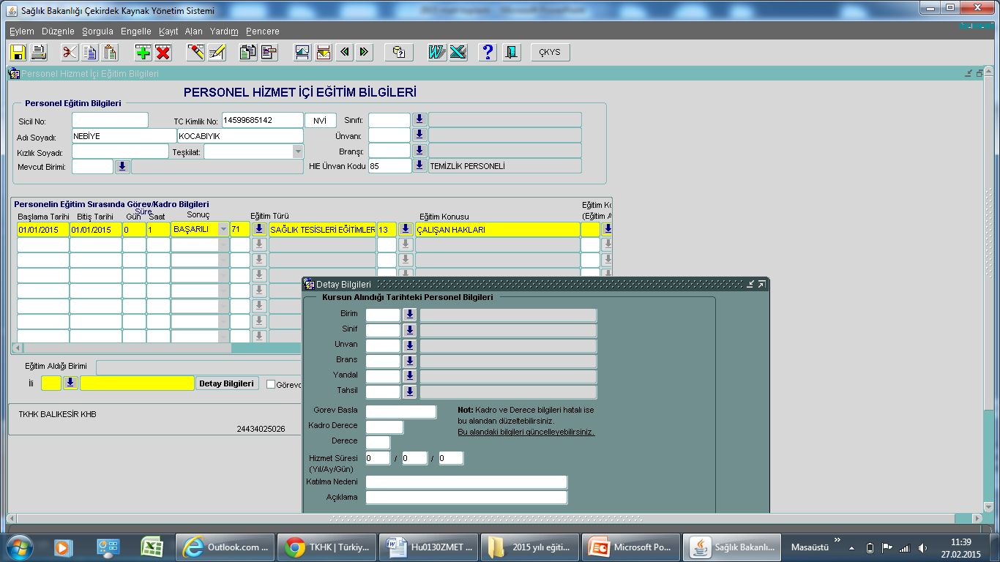 Sağlık Bakanlığı Çekirdek Kaynak Yönetim Sistemi
Eylem Düzenle Sorgula Engelle Kayıt Alan Yardım Pencere
ÇKYS
Personel Hizmet İçi Eğitim Bilgileri
PERSONEL HİZMET İÇİ EĞİTİM BİLGİLERİ
Personel Eğitim Bilgileri
Sicil No: TC Kimlik No: 14599685142 NVİ Sınıfı:
Adı Soyadı: NEBİYE KOCABIYIK Ünvanı:
Kızlık Soyadı: Teşkilat: Branşı:
Mevcut Birimi: HIE Ünvan Kodu 85 TEMİZLİK PERSONELİ
Personelin Eğitim Sırasında Görev/Kadro Bilgileri
Süre Eğitim Ko
Başlama Tarihi Bitiş Tarihi Gün Saat Sonuç Eğitim Türü Eğitim Konusu (Eğitim A
01/01/2015 01/01/2015 0 1 BAŞARILI 71 SAĞLIK TESİSLERİ EĞİTİMLER 13 ÇALIŞAN HAKLARI
Eğitim Aldığı Birimi
İli Detay Bilgileri Görevd
TKHK BALIKESİR KHB
24434025026
Detay Bilgileri
Kursun Alındığı Tarihteki Personel Bilgileri
Birim
Sinif
Unvan
Brans
Yandal
Tahsil
Gorev Basla
Kadro Derece
Derece
Not: Kadro ve Derece bilgileri hatalı ise
bu alandan düzeltebilirsiniz.
Bu alandaki bilgileri güncelleyebilirsiniz.
Hizmet Süresi 0 / 0 / 0
(Yıl/Ay/Gün)
Katılma Nedeni
Açıklama
Outlook.com ... TKHK | Türkiy... Hu0130ZMET ... 2015 yılı eğiti... Microsoft Po... Sağlık Bakanlı... Masaüstü
11:39
27.02.2015